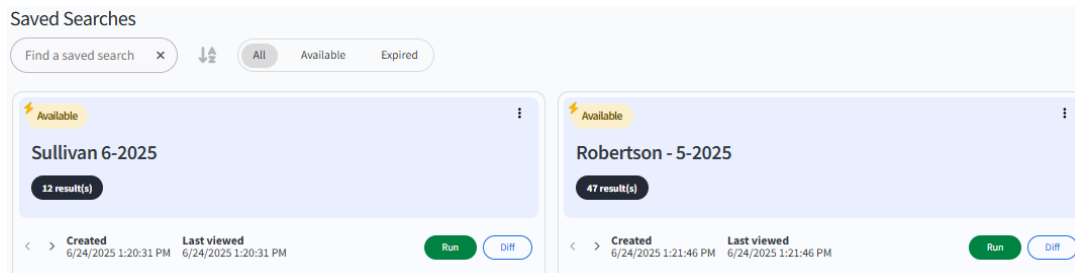 Saved Searches
Find a saved search
All Available Expired
Available
Sullivan 6-2025
12 result(s)
Created Last viewed
6/24/2025 1:20:31 PM 6/24/2025 1:20:31 PM
Run Diff
Available
Robertson - 5-2025
47 result(s)
Created Last viewed
6/24/2025 1:21:46 PM 6/24/2025 1:21:46 PM
Run Diff